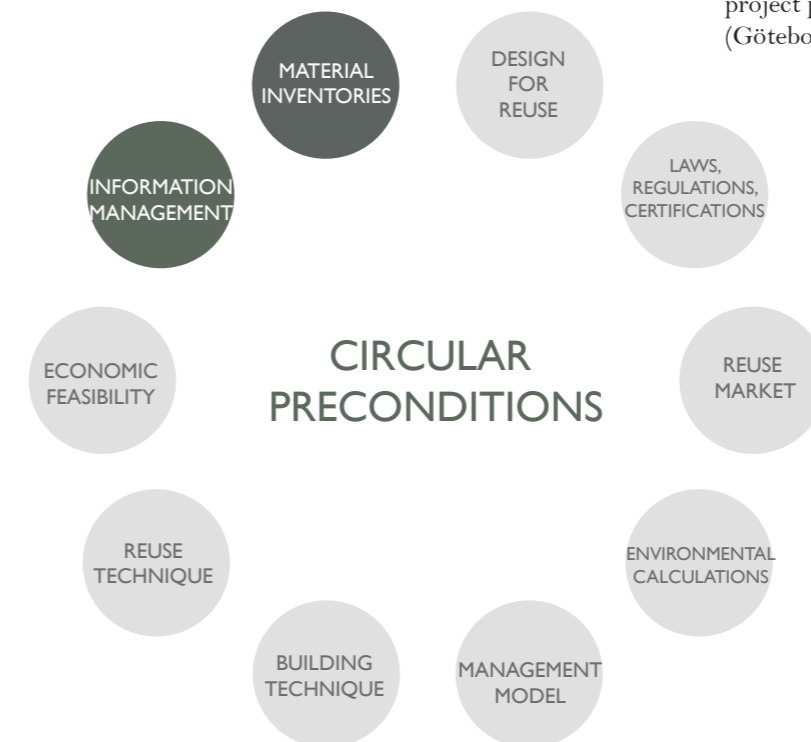 project
(Götebo
MATERIAL
INVENTORIES
DESIGN
FOR
REUSE
LAWS,
REGULATIONS,
CERTIFICATIONS
INFORMATION
MANAGEMENT
CIRCULAR
PRECONDITIONS
ECONOMIC
FEASIBILITY
REUSE
MARKET
REUSE
TECHNIQUE
ENVIRONMENTAL
CALCULATIONS
BUILDING
TECHNIQUE
MANAGEMENT
MODEL